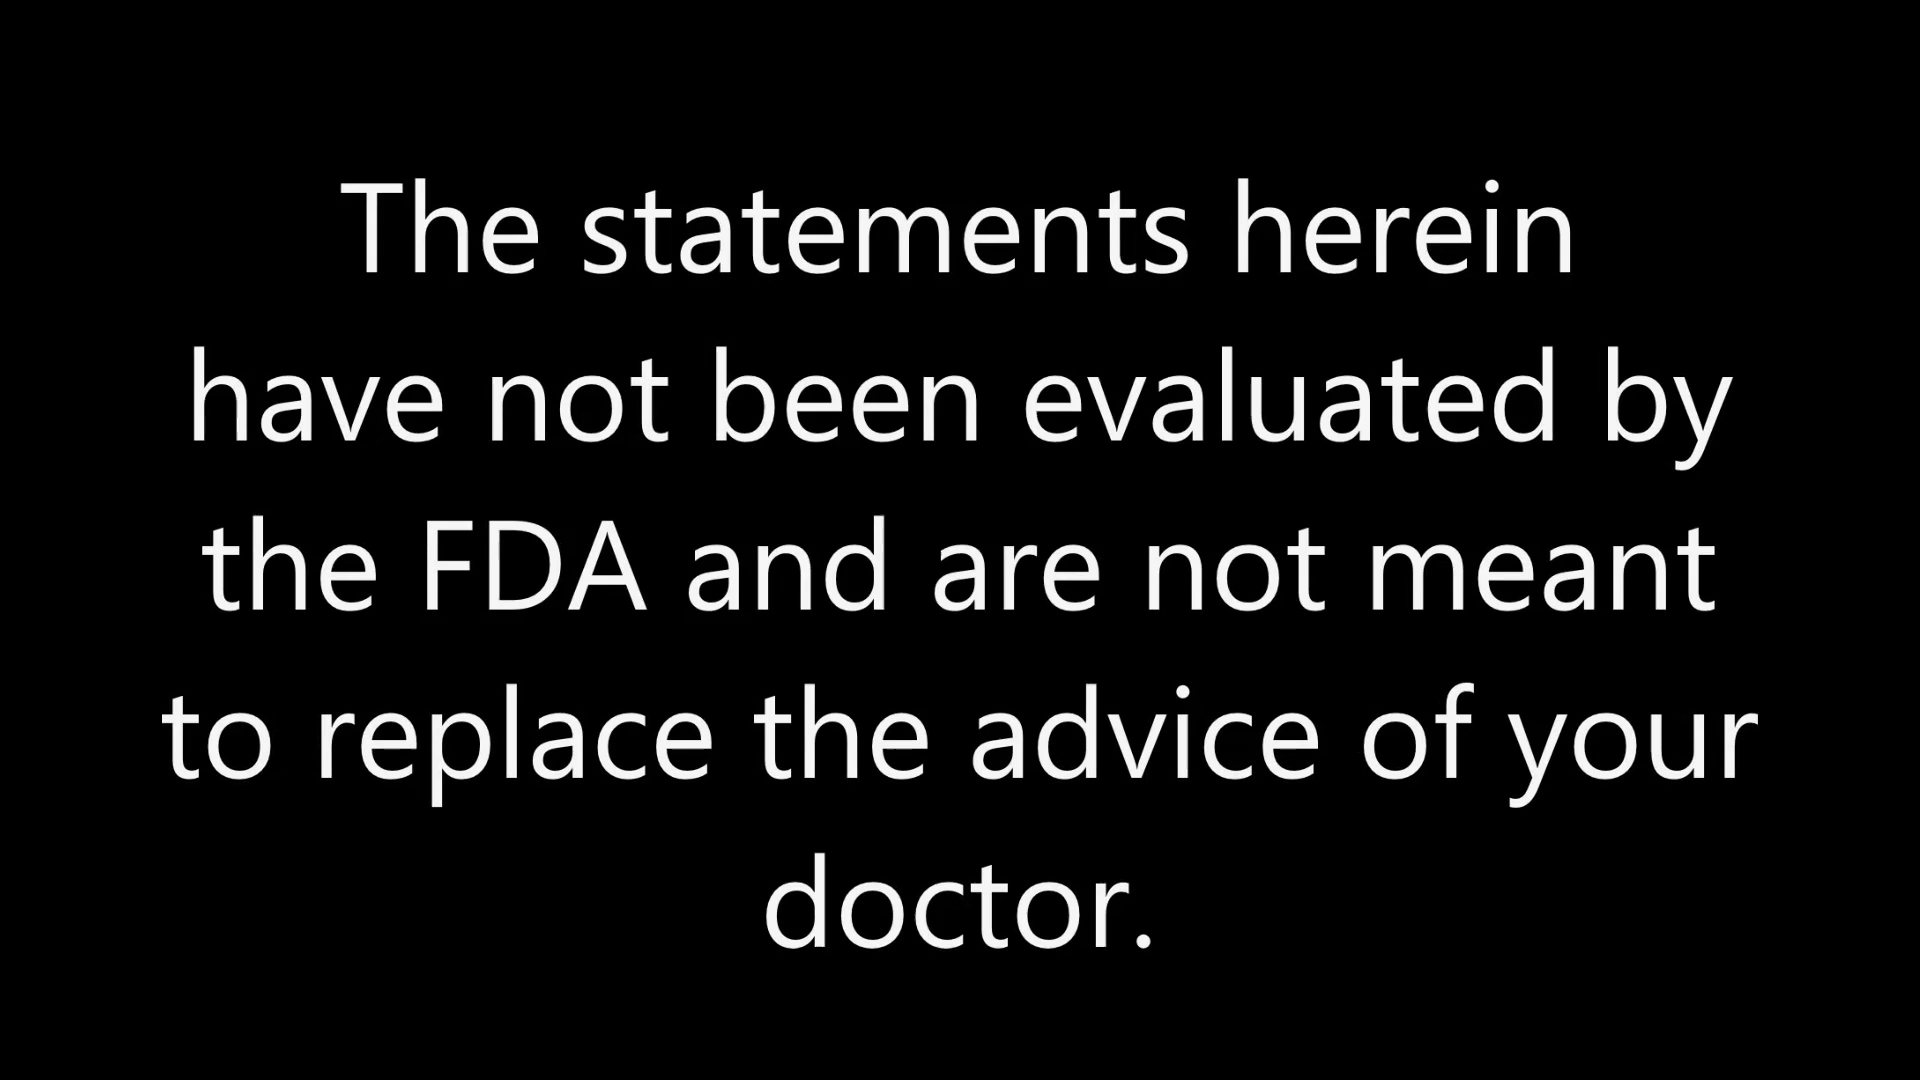 The statements herein
have not been evaluated by
the FDA and are not meant
to replace the advice of your
doctor.